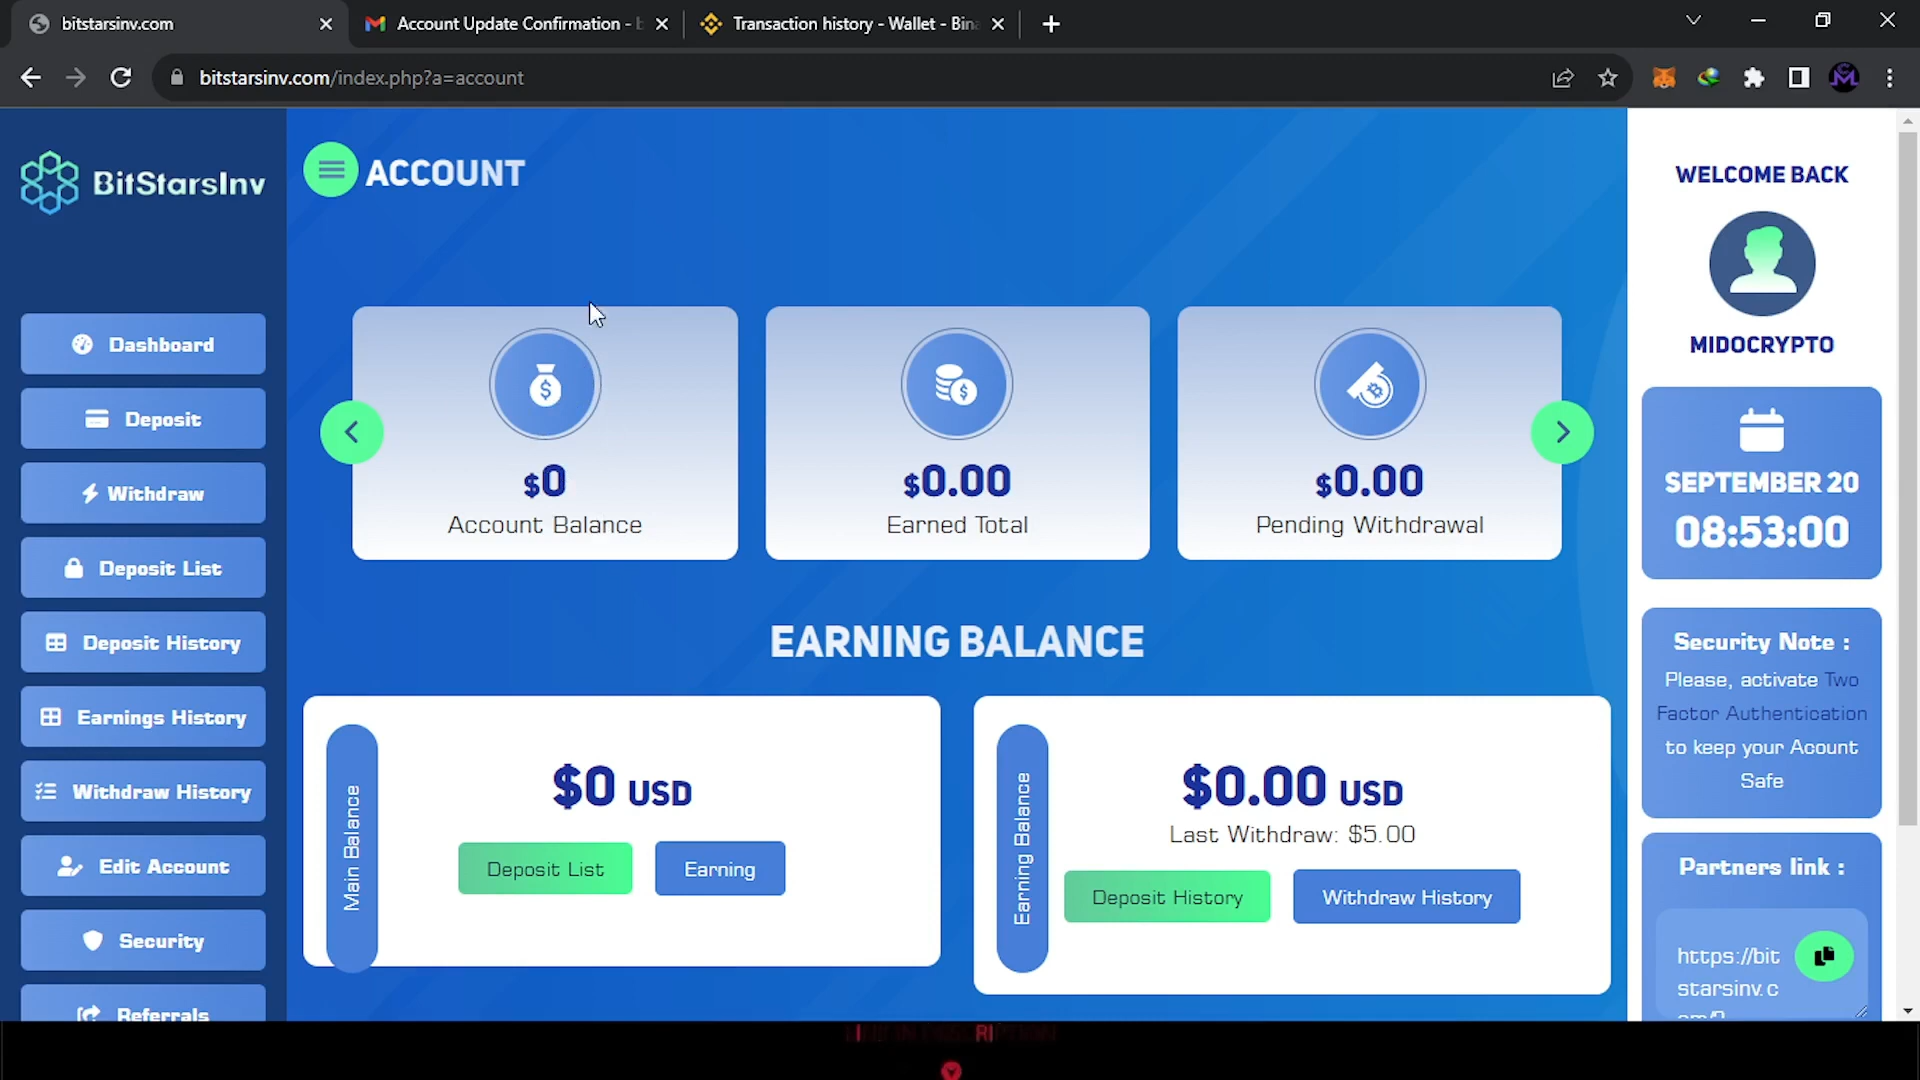 bitstarsinv.com
Account Update Confirmation - b
Transaction history - Wallet - Bina
bitstarsinv.com/index.php?a=account
BitStarsInv
Dashboard
Deposit
Withdraw
Deposit List
Deposit History
Earnings History
Withdraw History
Edit Account
Security
Referrals
ACCOUNT
$0
Account Balance
$0.00
Earned Total
$0.00
Pending Withdrawal
EARNING BALANCE
Main Balance
$0 USD
Deposit List
Earning
Earning Balance
$0.00 USD
Last Withdraw: $5.00
Deposit History
Withdraw History
WELCOME BACK
MIDOCRYPTO
SEPTEMBER 20
08:53:00
Security Note :
Please, activate Two
Factor Authentication
to keep your Acount
Safe
Partners link :
https://bit
starsinv.c
om/?